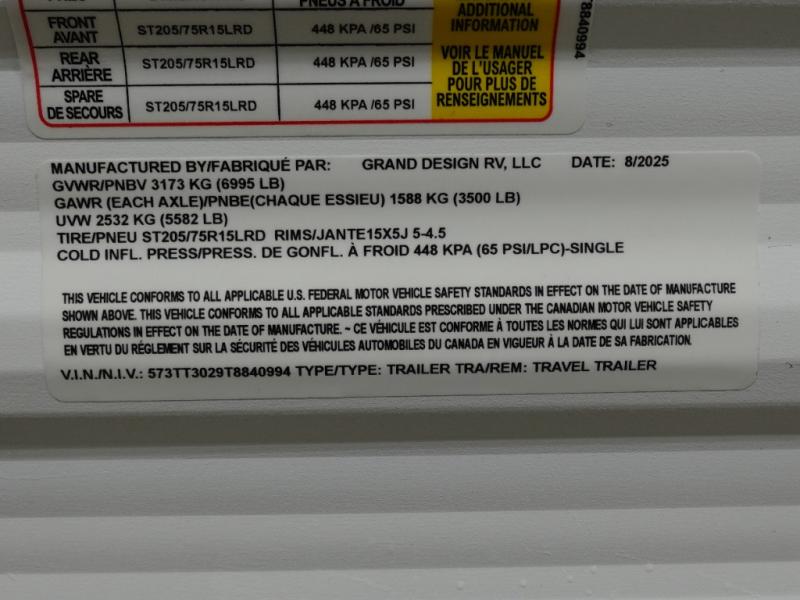 PNEUS À FROID
ADDITIONAL
INFORMATION
FRONT
AVANT
ST205/75R15LRD
448 KPA /65 PSI
REAR
ARRIÈRE
ST205/75R15LRD
448 KPA /65 PSI
SPARE
DE SECOURS
ST205/75R15LRD
448 KPA /65 PSI
VOIR LE MANUEL
DE L'USAGER
POUR PLUS DE
RENSEIGNEMENTS
T8840994
MANUFACTURED BY/FABRIQUÉ PAR: GRAND DESIGN RV, LLC DATE: 8/2025
GVWR/PNBV 3173 KG (6995 LB)
GAWR (EACH AXLE)/PNBE(CHAQUE ESSIEU) 1588 KG (3500 LB)
UVW 2532 KG (5582 LB)
TIRE/PNEU ST205/75R15LRD RIMS/JANTE15X5J 5-4.5
COLD INFL. PRESS/PRESS. DE GONFL. À FROID 448 KPA (65 PSI/LPC)-SINGLE
THIS VEHICLE CONFORMS TO ALL APPLICABLE U.S. FEDERAL MOTOR VEHICLE SAFETY STANDARDS IN EFFECT ON THE DATE OF MANUFACTURE
SHOWN ABOVE. THIS VEHICLE CONFORMS TO ALL APPLICABLE STANDARDS PRESCRIBED UNDER THE CANADIAN MOTOR VEHICLE SAFETY
REGULATIONS IN EFFECT ON THE DATE OF MANUFACTURE. ~ CE VÉHICULE EST CONFORME À TOUTES LES NORMES QUI LUI SONT APPLICABLES
EN VERTU DU RÉGLEMENT SUR LA SÉCURITÉ DES VÉHICULES AUTOMOBILES DU CANADA EN VIGUEUR À LA DATE DE SA FABRICATION.
V.I.N./N.I.V.: 573TT3029T8840994 TYPE/TYPE: TRAILER TRA/REM: TRAVEL TRAILER